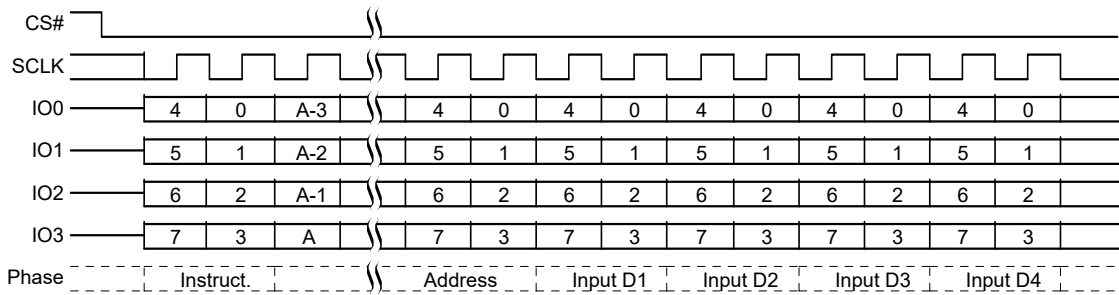 CS#
SCLK
IO0 4 0 A-3 4 0 4 0 4 0 4 0 4 0
IO1 5 1 A-2 5 1 5 1 5 1 5 1 5 1
IO2 6 2 A-1 6 2 6 2 6 2 6 2 6 2
IO3 7 3 A 7 3 7 3 7 3 7 3 7 3
Phase Instruct. Address Input D1 Input D2 Input D3 Input D4